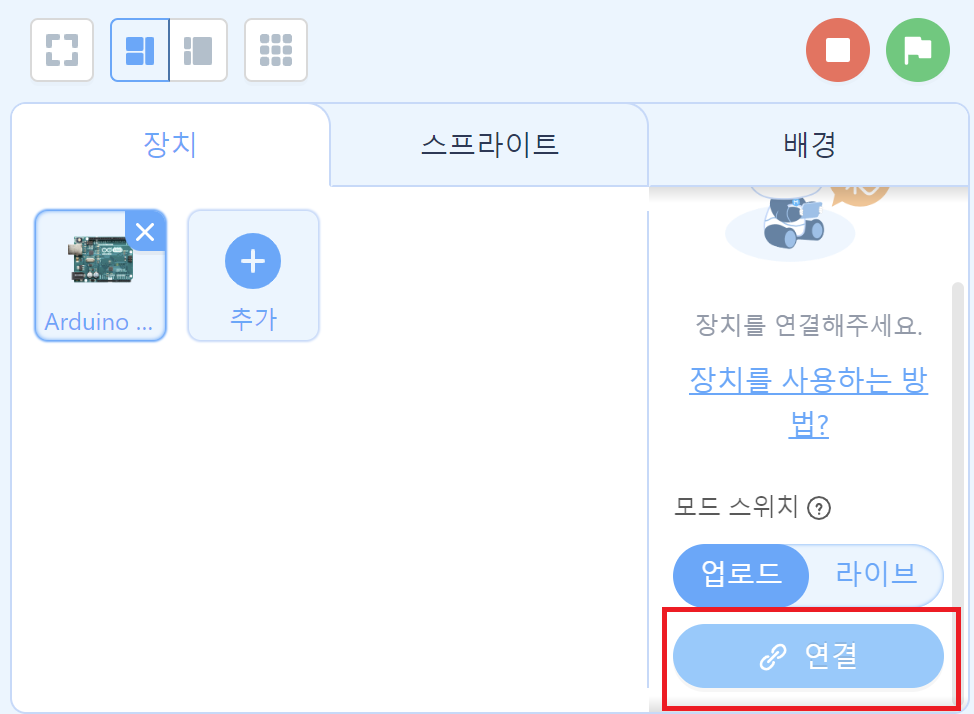 장치
스프라이트
배경
Arduino ...
추가
장치를 연결해주세요.
장치를 사용하는 방
법?
모드 스위치 ?
업로드
라이브
연결